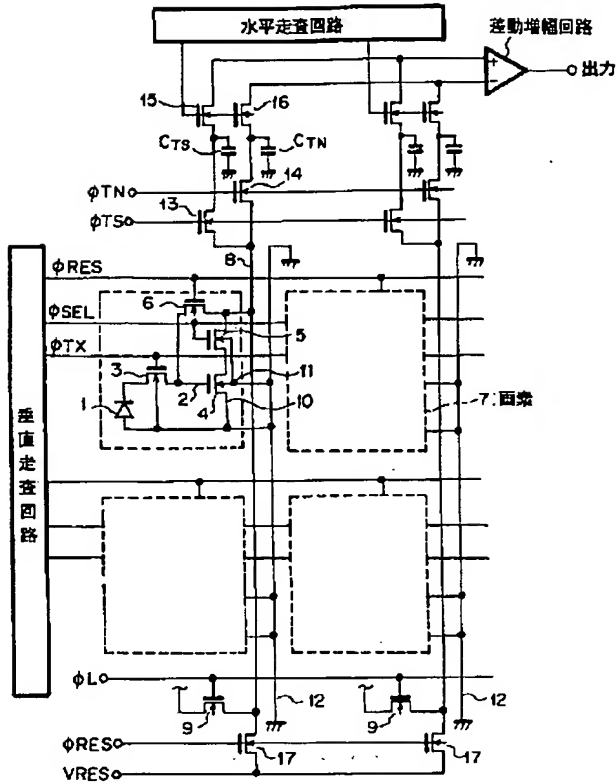 水平走査回路
差動増幅回路
+
−
出力
15
16
CTS
CTN
14
φTN
13
φTS
8
φRES
6
φSEL
5
φTX
3
11
2
1
4
10
7:画素
垂直走査回路
φL
9
12
9
12
φRES
17
17
VRES